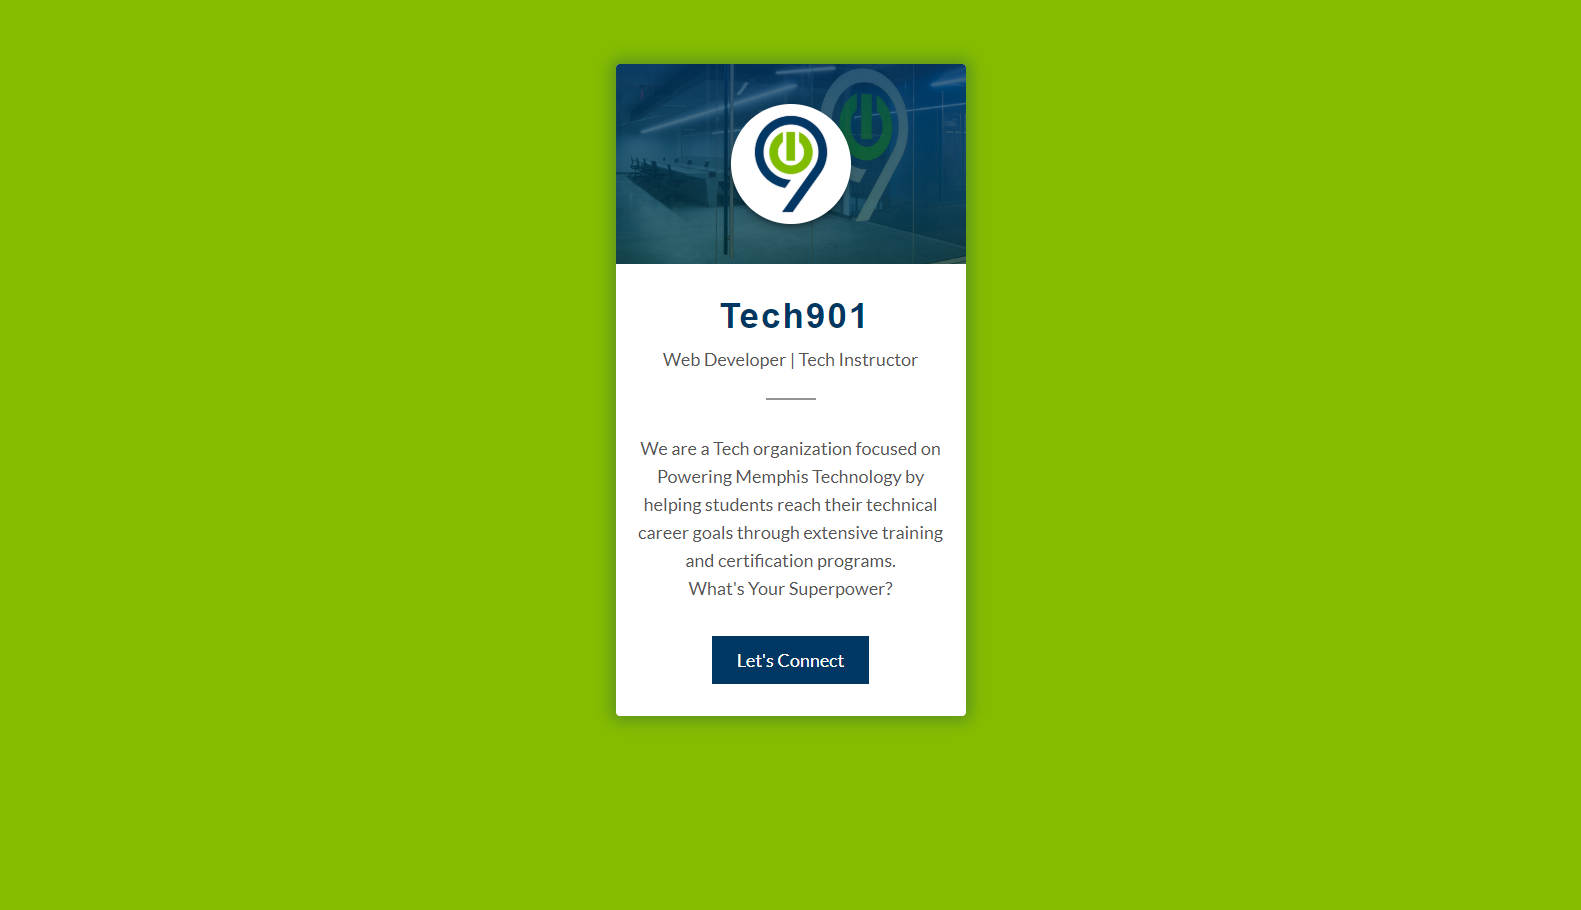 Tech901
Web Developer | Tech Instructor
We are a Tech organization focused on
Powering Memphis Technology by
helping students reach their technical
career goals through extensive training
and certification programs.
What's Your Superpower?
Let's Connect